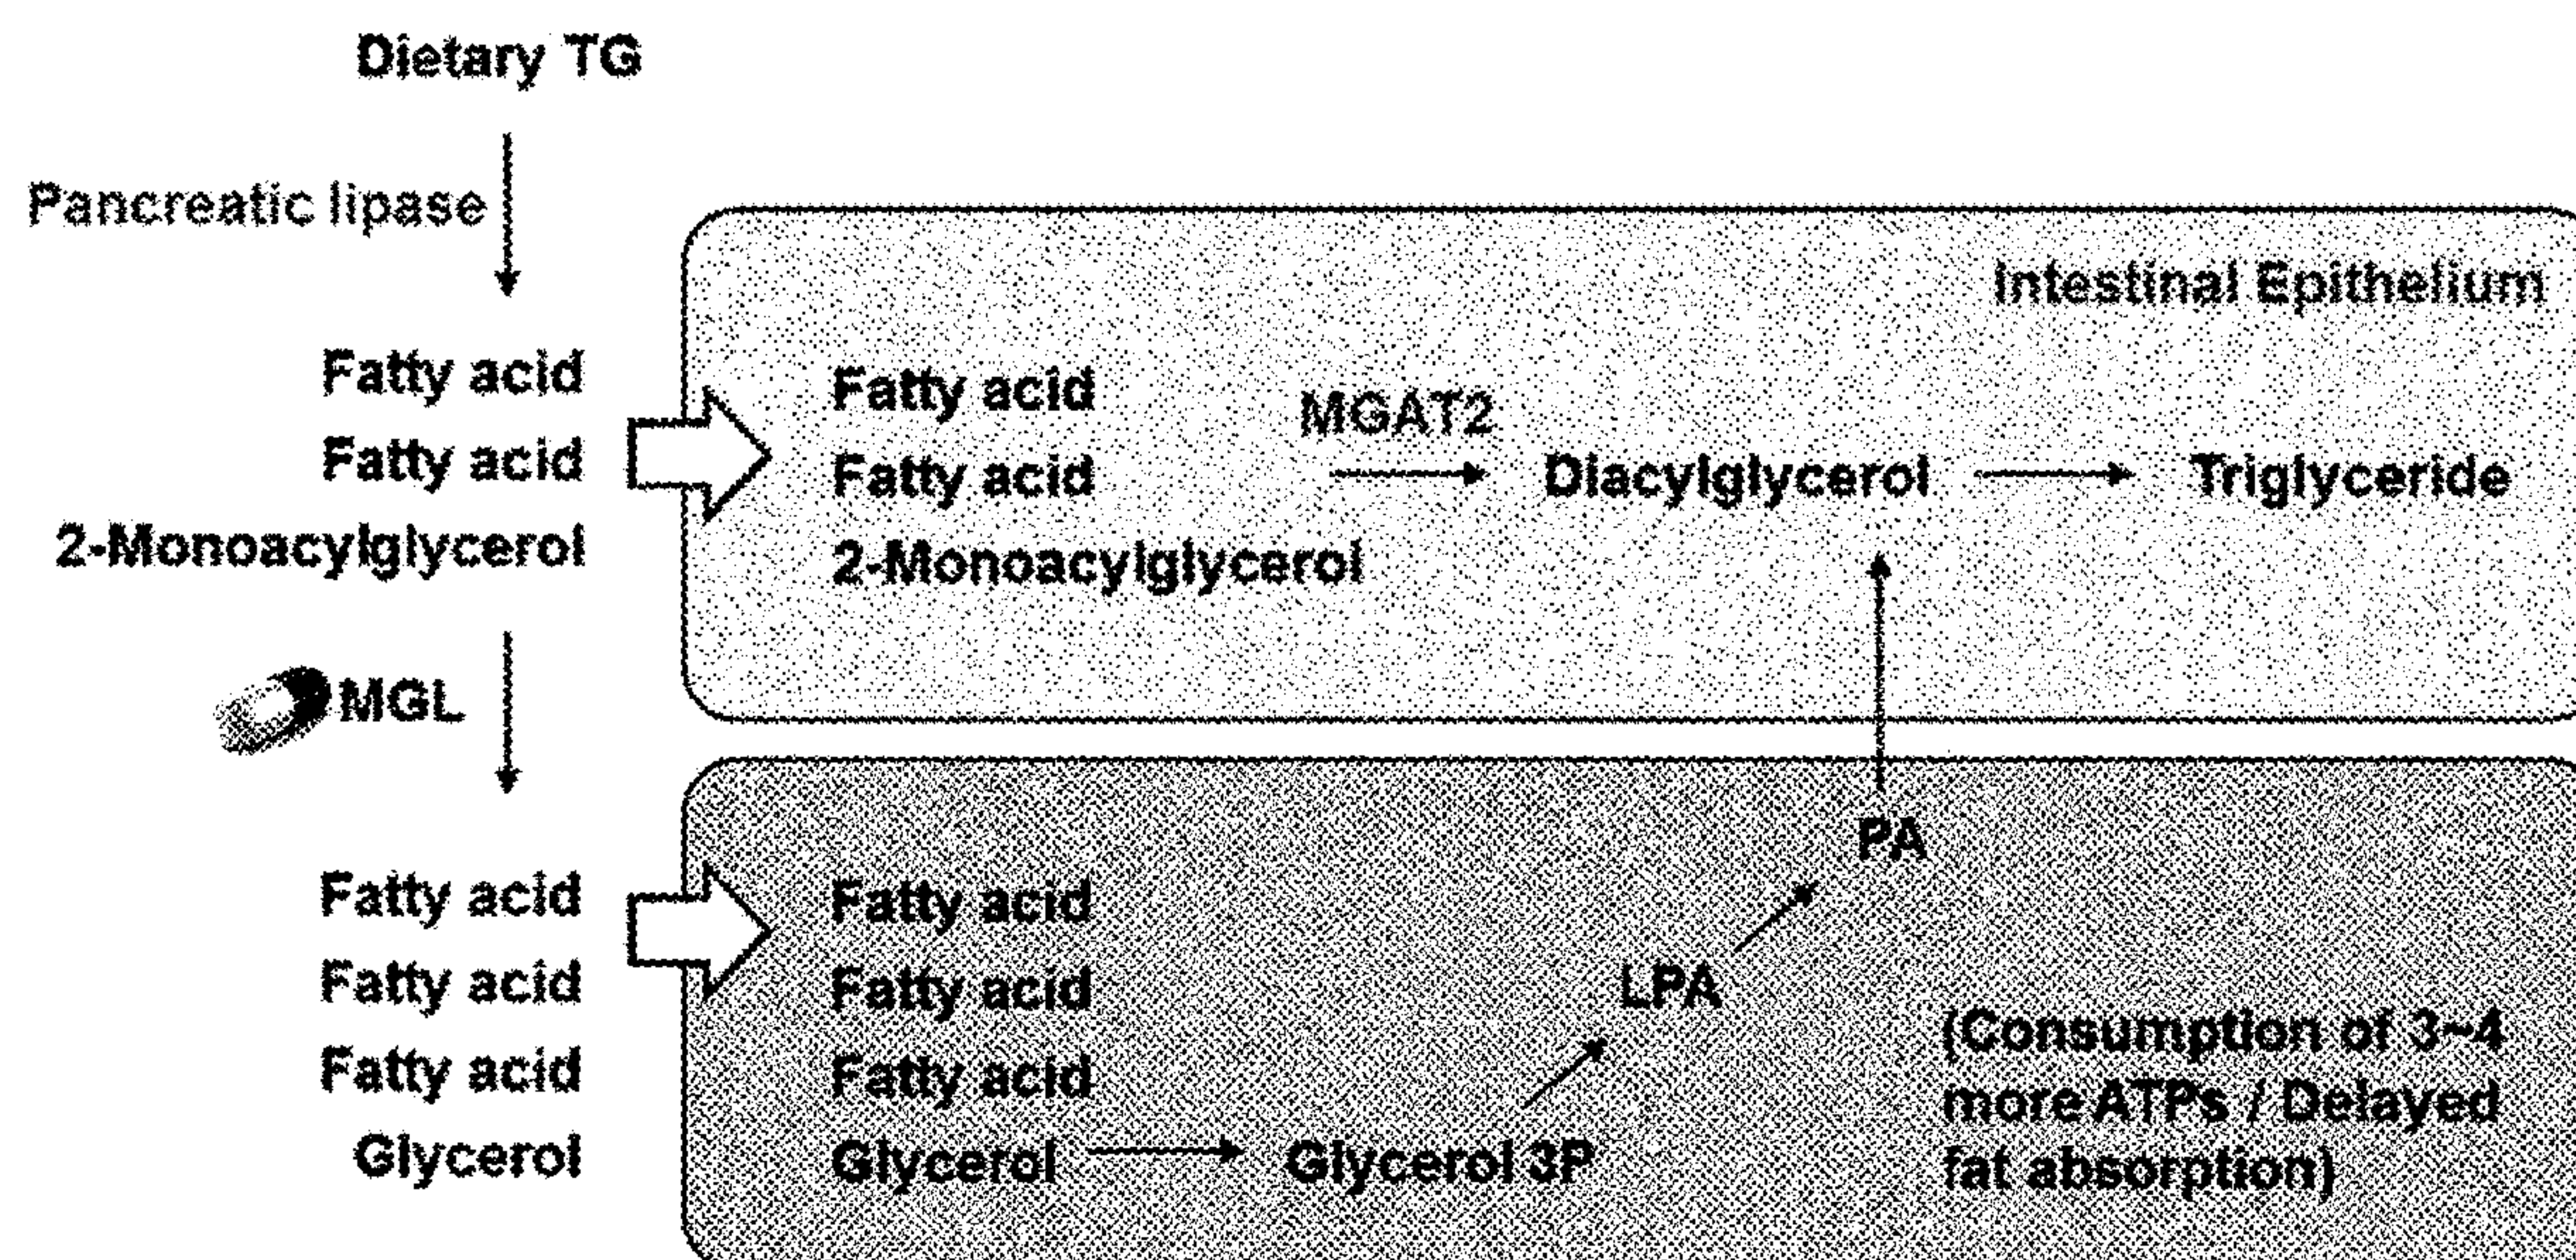 Dietary TG
Pancreatic lipase
Intestinal Epithelium
Fatty acid
Fatty acid
2-Monoacylglycerol
Fatty acid
Fatty acid
2-Monoacylglycerol
MGAT2
Diacylglycerol
Triglyceride
MGL
Fatty acid
Fatty acid
Fatty acid
Glycerol
Fatty acid
Fatty acid
Fatty acid
Glycerol
Glycerol 3P
LPA
PA
(Consumption of 3~4
more ATPs / Delayed
fat absorption)